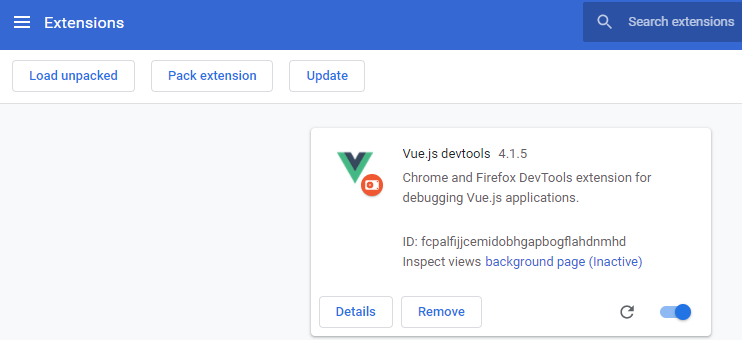 Extensions
Search extensions
Load unpacked
Pack extension
Update
Vue.js devtools 4.1.5
Chrome and Firefox DevTools extension for
debugging Vue.js applications.
ID: fcpalfijjcemidobhgapbogflahdnmhd
Inspect views background page (Inactive)
Details
Remove